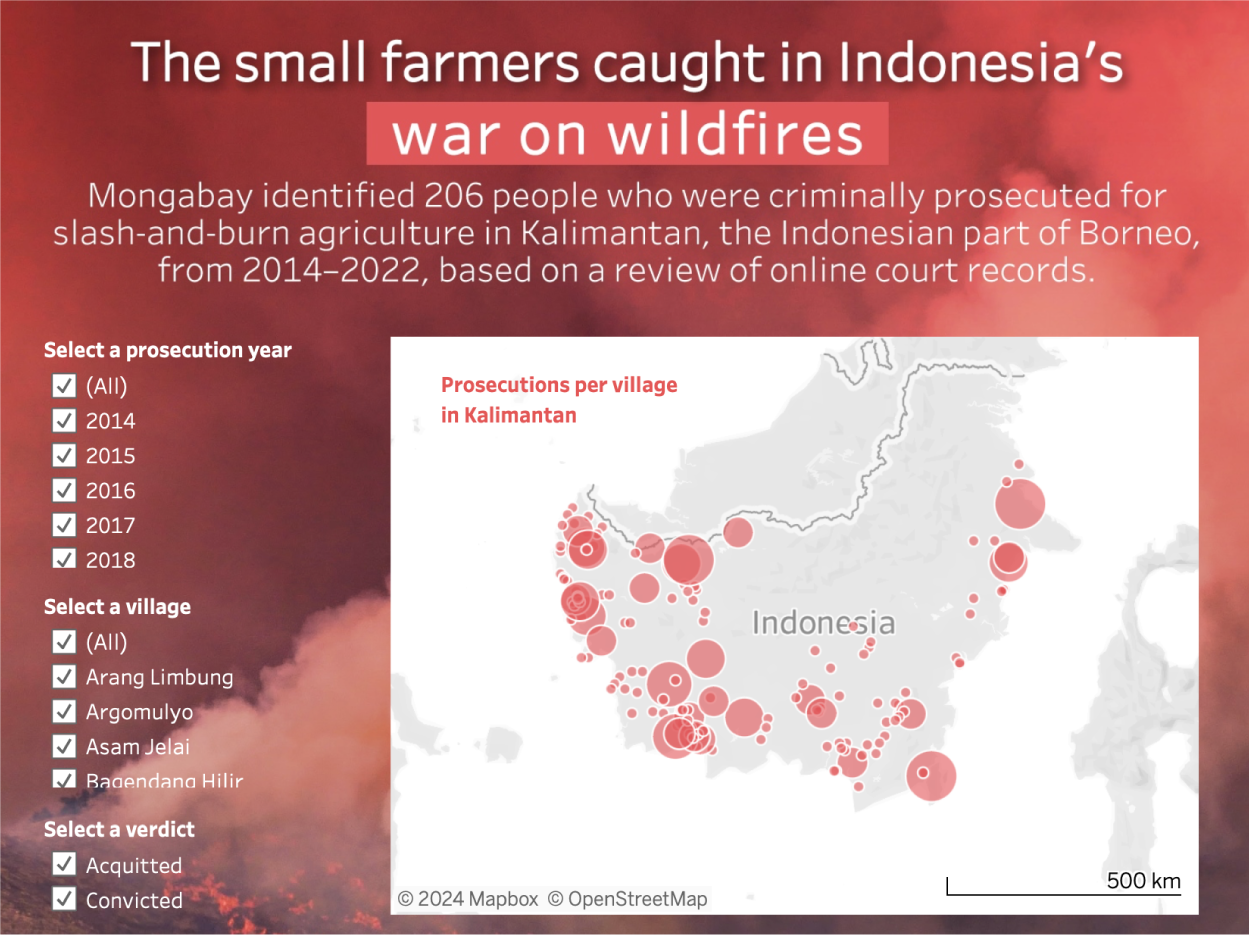 The small farmers caught in Indonesia's
war on wildfires
Mongabay identified 206 people who were criminally prosecuted for
slash-and-burn agriculture in Kalimantan, the Indonesian part of Borneo,
from 2014–2022, based on a review of online court records.
Select a prosecution year
(All)
2014
2015
2016
2017
2018
Select a village
(All)
Arang Limbung
Argomulyo
Asam Jelai
Bagendang Hilir
Select a verdict
Acquitted
Convicted
Prosecutions per village
in Kalimantan
Indonesia
500 km
© 2024 Mapbox © OpenStreetMap